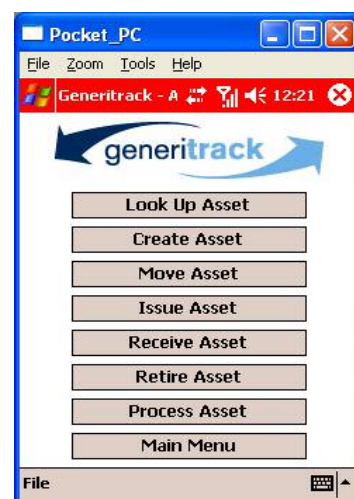 Pocket_PC
File Zoom Tools Help
Generitrack - A 12:21
generitrack
Look Up Asset
Create Asset
Move Asset
Issue Asset
Receive Asset
Retire Asset
Process Asset
Main Menu
File